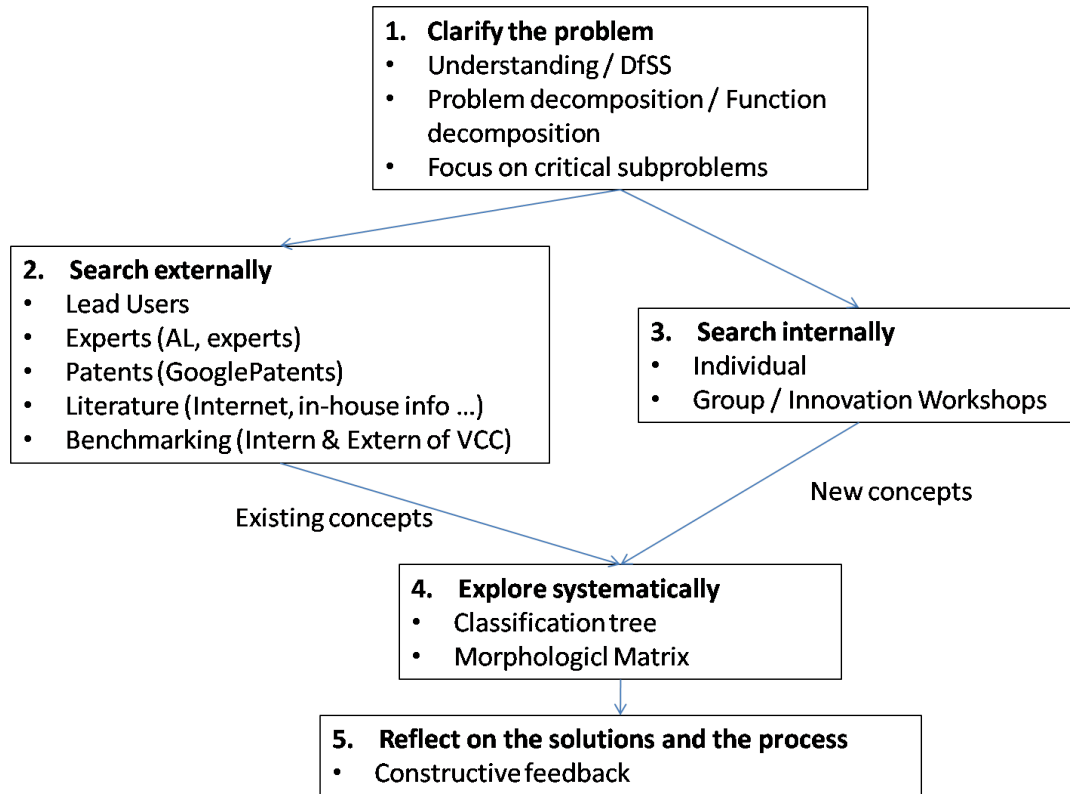 1. Clarify the problem
• Understanding / DfSS
• Problem decomposition / Function
decomposition
• Focus on critical subproblems
2. Search externally
• Lead Users
• Experts (AL, experts)
• Patents (GooglePatents)
• Literature (Internet, in-house info ...)
• Benchmarking (Intern & Extern of VCC)
3. Search internally
• Individual
• Group / Innovation Workshops
Existing concepts
New concepts
4. Explore systematically
• Classification tree
• Morphologicl Matrix
5. Reflect on the solutions and the process
• Constructive feedback